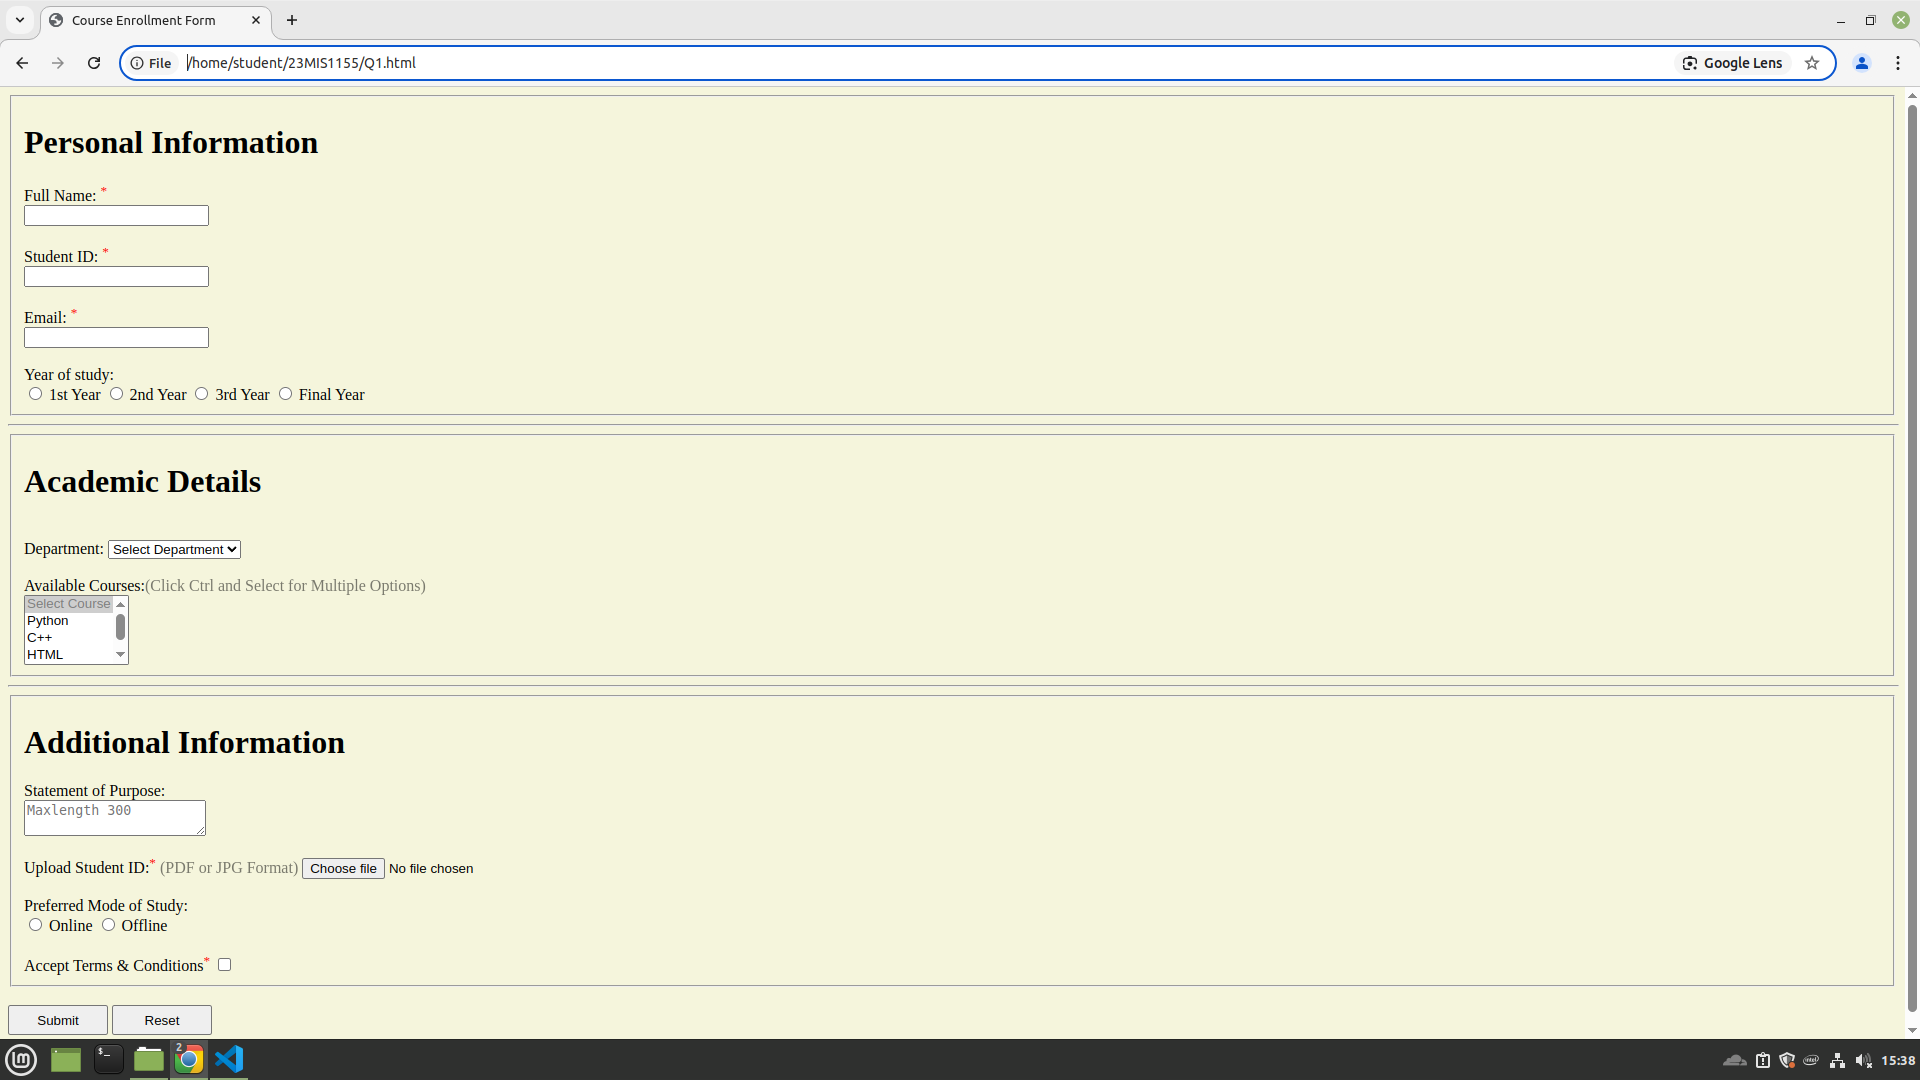 Course Enrollment Form
File /home/student/23MIS1155/Q1.html Google Lens
Personal Information
Full Name: *
Student ID: *
Email: *
Year of study:
1st Year 2nd Year 3rd Year Final Year
Academic Details
Department: Select Department
Available Courses:(Click Ctrl and Select for Multiple Options)
Select Course
Python
C++
HTML
Additional Information
Statement of Purpose:
Maxlength 300
Upload Student ID:* (PDF or JPG Format) Choose file No file chosen
Preferred Mode of Study:
Online Offline
Accept Terms & Conditions*
Submit Reset
2
15:38